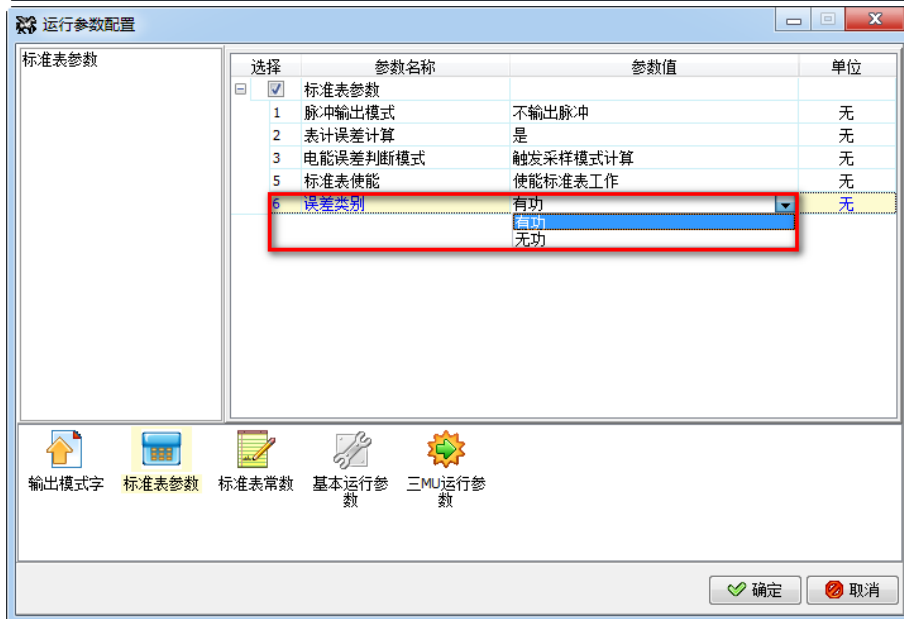 运行参数配置
标准表参数
选择 参数名称 参数值 单位
标准表参数
1 脉冲输出模式 不输出脉冲 无
2 表计误差计算 是 无
3 电能误差判断模式 触发采样模式计算 无
5 标准表使能 使能标准表工作 无
6 误差类别 有功 无
有功
无功
输出模式字 标准表参数 标准表常数 基本运行参数 三MU运行参数
确定 取消